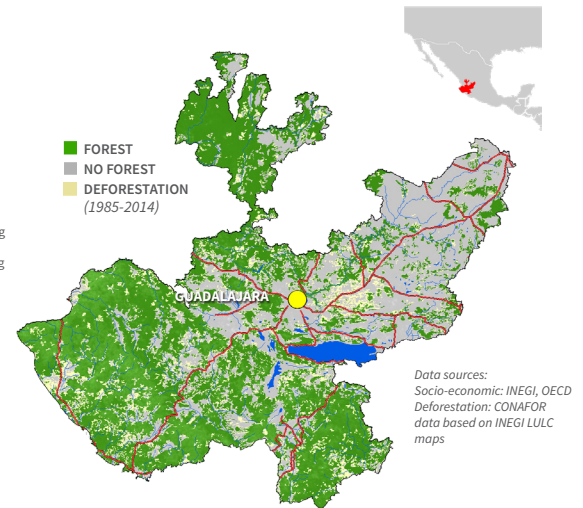 FOREST
NO FOREST
DEFORESTATION
(1985-2014)
g
g
GUADALAJARA
Data sources:
Socio-economic: INEGI, OECD
Deforestation: CONAFOR
data based on INEGI LULC
maps